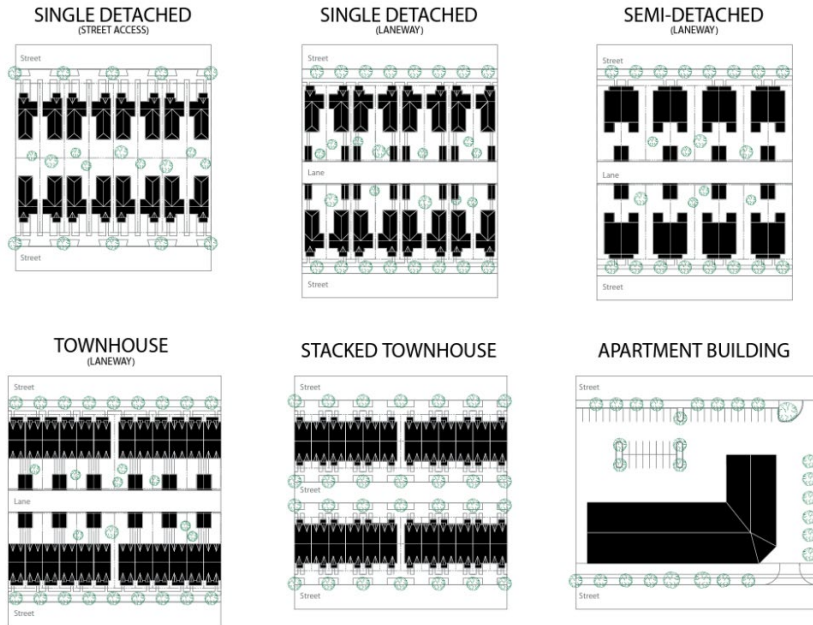 SINGLE DETACHED
(STREET ACCESS)
Street
Street
SINGLE DETACHED
(LANEWAY)
Street
Lane
Street
SEMI-DETACHED
(LANEWAY)
Street
Lane
Street
TOWNHOUSE
(LANEWAY)
Street
Lane
Street
STACKED TOWNHOUSE
Street
Street
Street
APARTMENT BUILDING
Street
Street